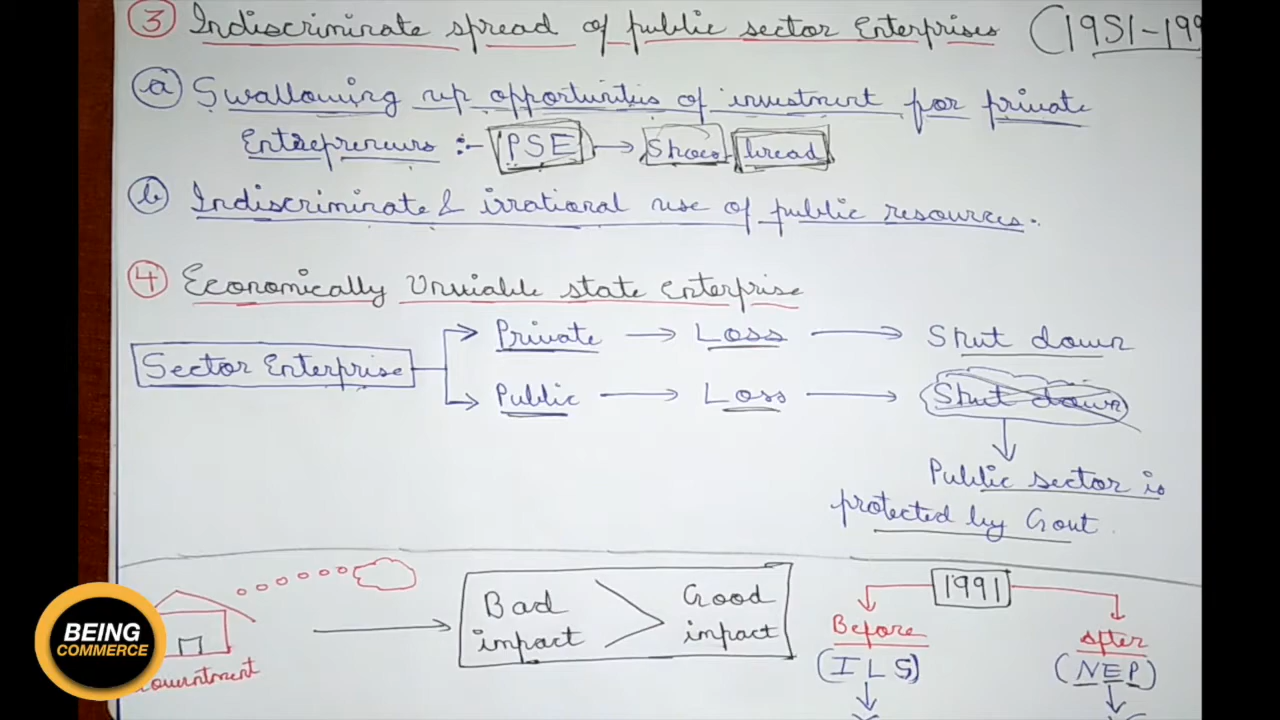 ③ Indiscriminate spread of public sector Enterprises (1951-199
ⓐ Swallowing up opportunities of investment for private
Entrepreneurs :- PSE → Shoes bread
ⓑ Indiscriminate & irrational use of public resources.
④ Economically Unviable state Enterprise
Sector Enterprise
Private → Loss → Shut down
Public → Loss → Shut down
Public sector is
protected by Govt.
Bad impact > Good impact
1991
Before
After
(ILS)
(NEP)
BEING
COMMERCE